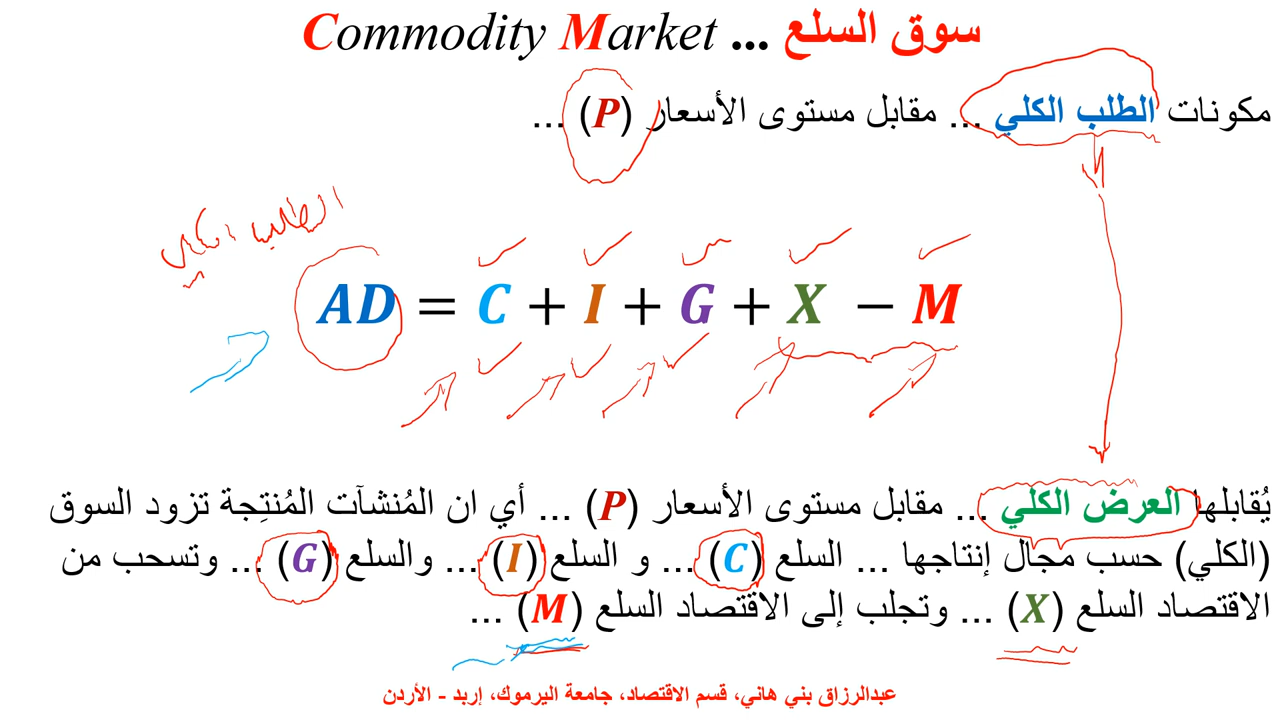 سوق السلع ... Commodity Market
مكونات الطلب الكلي ... مقابل مستوى الأسعار (P) ...
الطلب الكلي
AD = C + I + G + X − M
يُقابلها العرض الكلي ... مقابل مستوى الأسعار (P) ... أي ان المُنشآت المُنتِجة تزود السوق
(الكلي) حسب مجال إنتاجها ... السلع (C) ... و السلع (I) ... والسلع (G) ... وتسحب من
الاقتصاد السلع (X) ... وتجلب إلى الاقتصاد السلع (M) ...
عبدالرزاق بني هاني، قسم الاقتصاد، جامعة اليرموك، إربد - الأردن